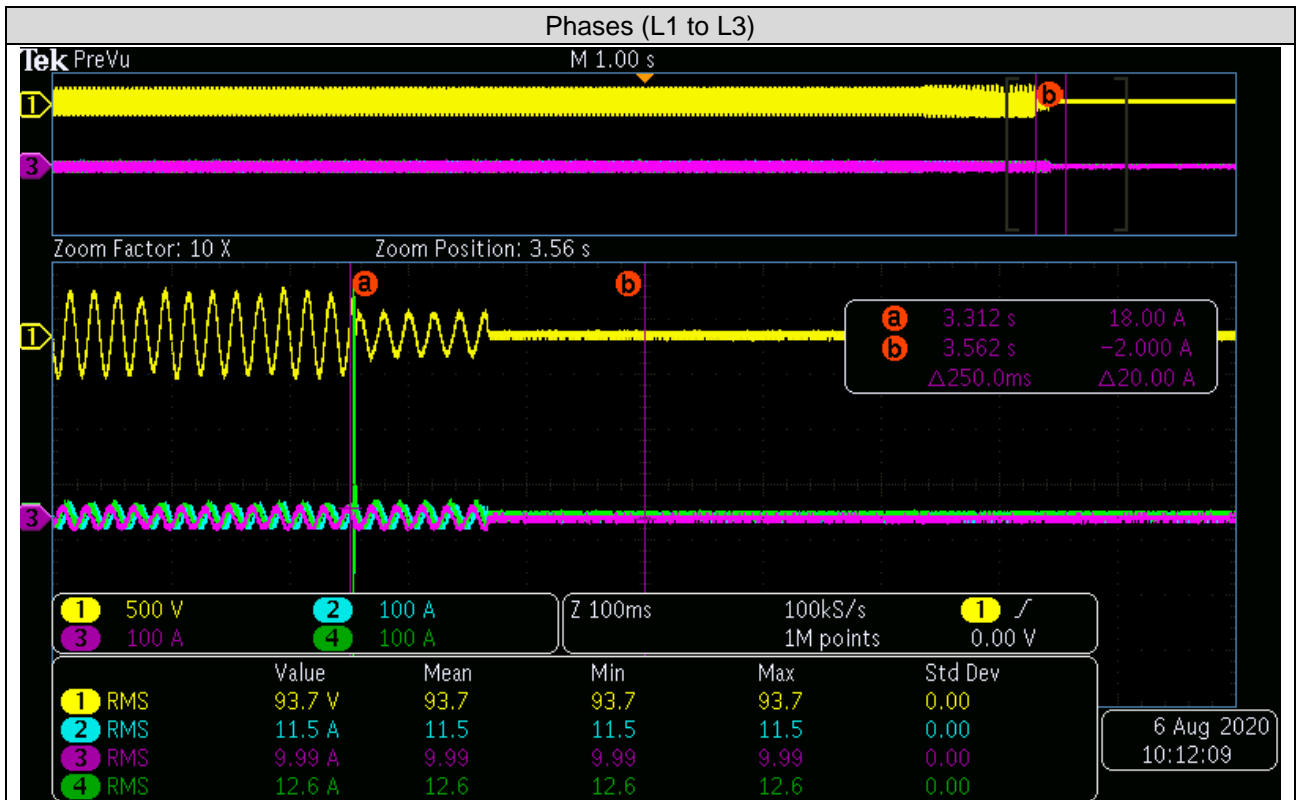 Phases (L1 to L3)
Tek PreVu M 1.00 s
1
b
3
Zoom Factor: 10 X Zoom Position: 3.56 s
a b
1
a 3.312 s 18.00 A
b 3.562 s −2.000 A
△250.0ms △20.00 A
3
1 500 V 2 100 A Z 100ms 100kS/s 1 ∫
3 100 A 4 100 A 1M points 0.00 V
Value Mean Min Max Std Dev
1 RMS 93.7 V 93.7 93.7 93.7 0.00
2 RMS 11.5 A 11.5 11.5 11.5 0.00
3 RMS 9.99 A 9.99 9.99 9.99 0.00
4 RMS 12.6 A 12.6 12.6 12.6 0.00
6 Aug 2020
10:12:09